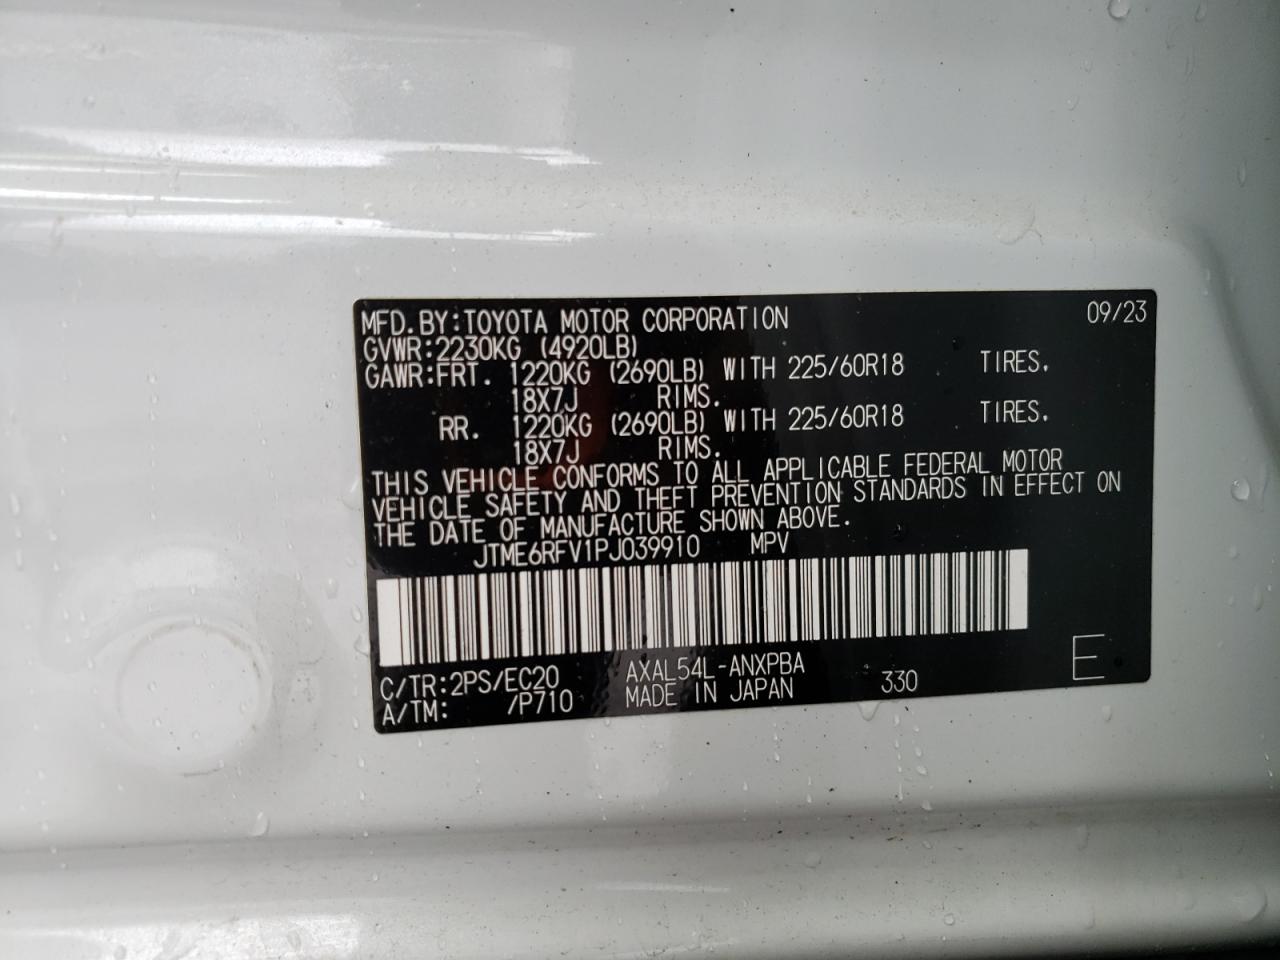 MFD.BY:TOYOTA MOTOR CORPORATION 09/23
GVWR:2230KG (4920LB)
GAWR:FRT. 1220KG (2690LB) WITH 225/60R18 TIRES.
18X7J RIMS.
RR. 1220KG (2690LB) WITH 225/60R18 TIRES.
18X7J RIMS.
THIS VEHICLE CONFORMS TO ALL APPLICABLE FEDERAL MOTOR
VEHICLE SAFETY AND THEFT PREVENTION STANDARDS IN EFFECT ON
THE DATE OF MANUFACTURE SHOWN ABOVE.
JTME6RFV1PJ039910 MPV
C/TR:2PS/EC20 AXAL54L-ANXPBA
A/TM: /P710 MADE IN JAPAN 330 E